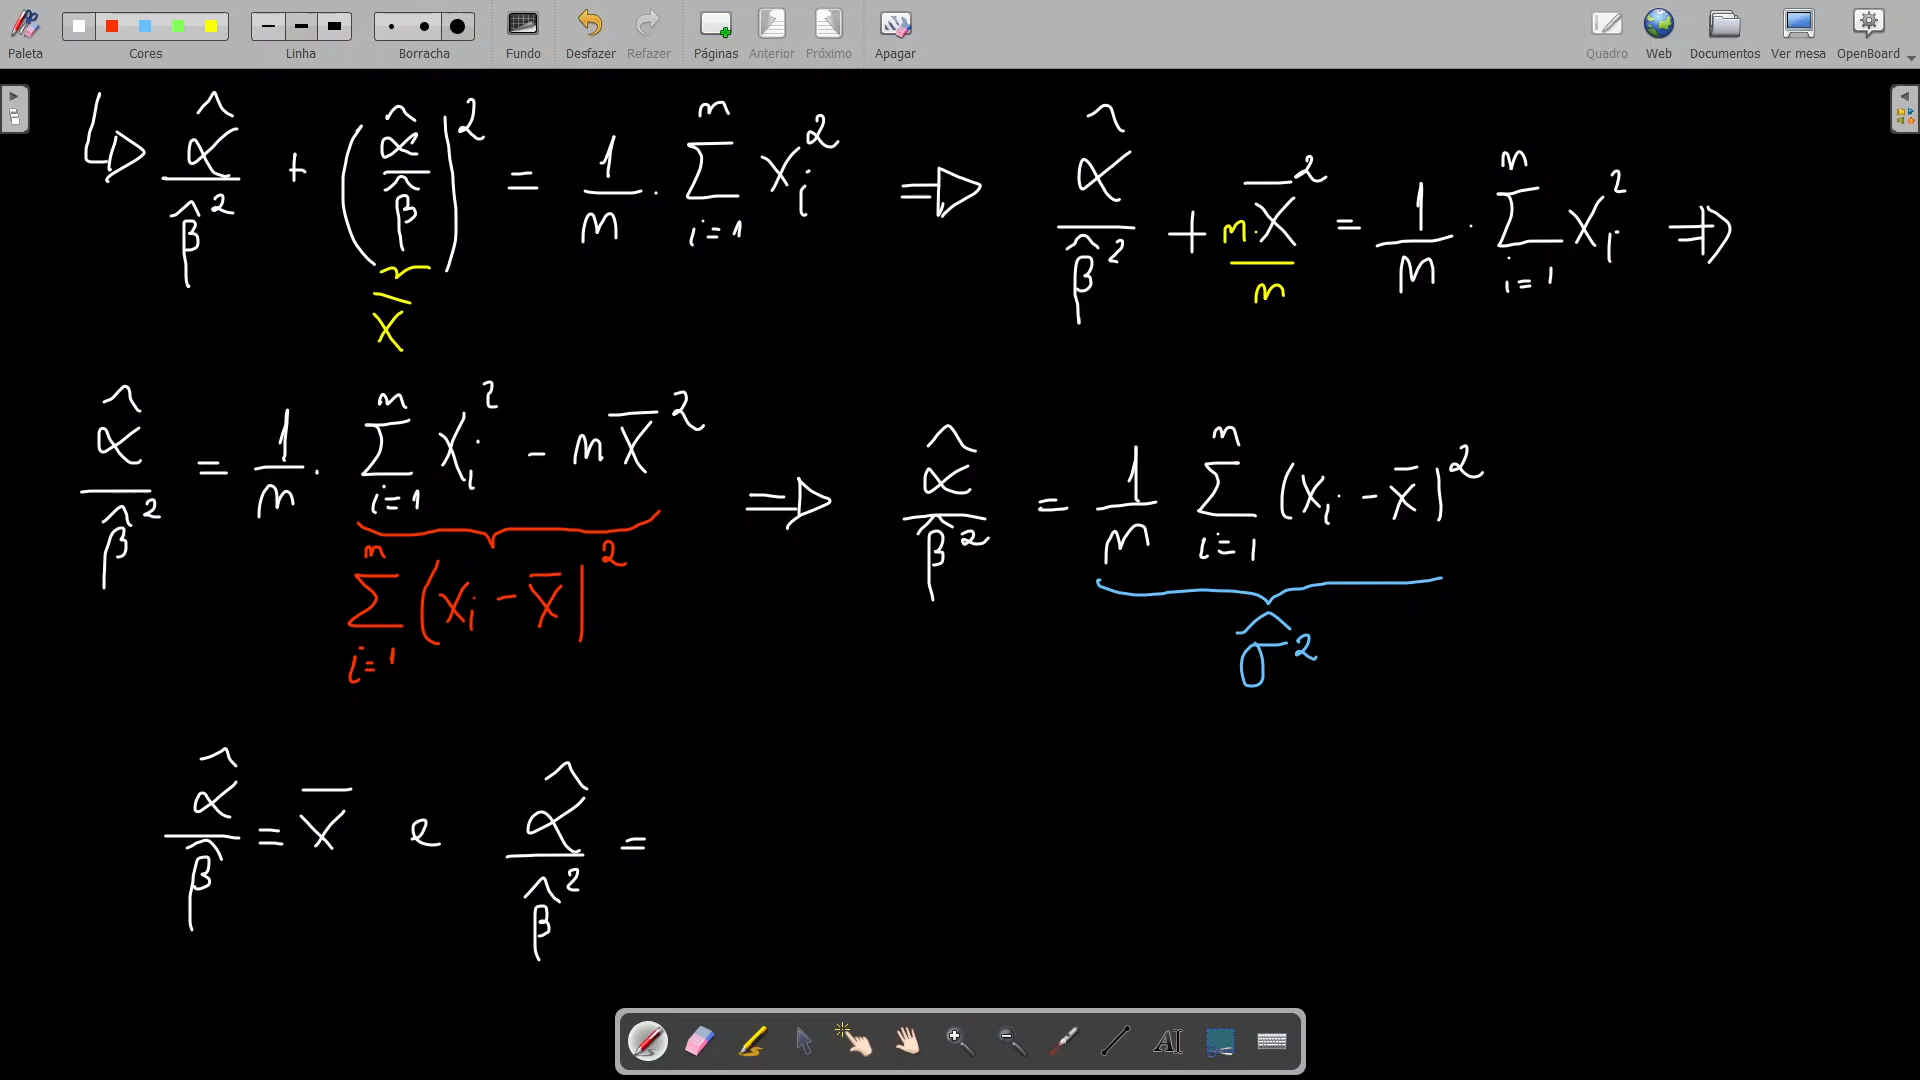 Paleta Cores Linha Borracha Fundo Desfazer Refazer Páginas Anterior Próximo Apagar Quadro Web Documentos Ver mesa OpenBoard
α̂/β̂² + (α̂/β̂)² = 1/n · Σ_{i=1}^{n} X_i² ⇒ α̂/β̂² + n·X̄²/n = 1/n · Σ_{i=1}^{n} X_i² ⇒
X̄
α̂/β̂² = 1/n · Σ_{i=1}^{n} X_i² - nX̄² ⇒ α̂/β̂² = 1/n Σ_{i=1}^{n} (X_i - X̄)²
Σ_{i=1}^{n} (X_i - X̄)²
σ̂²
α̂/β̂ = X̄ e α̂/β̂² =